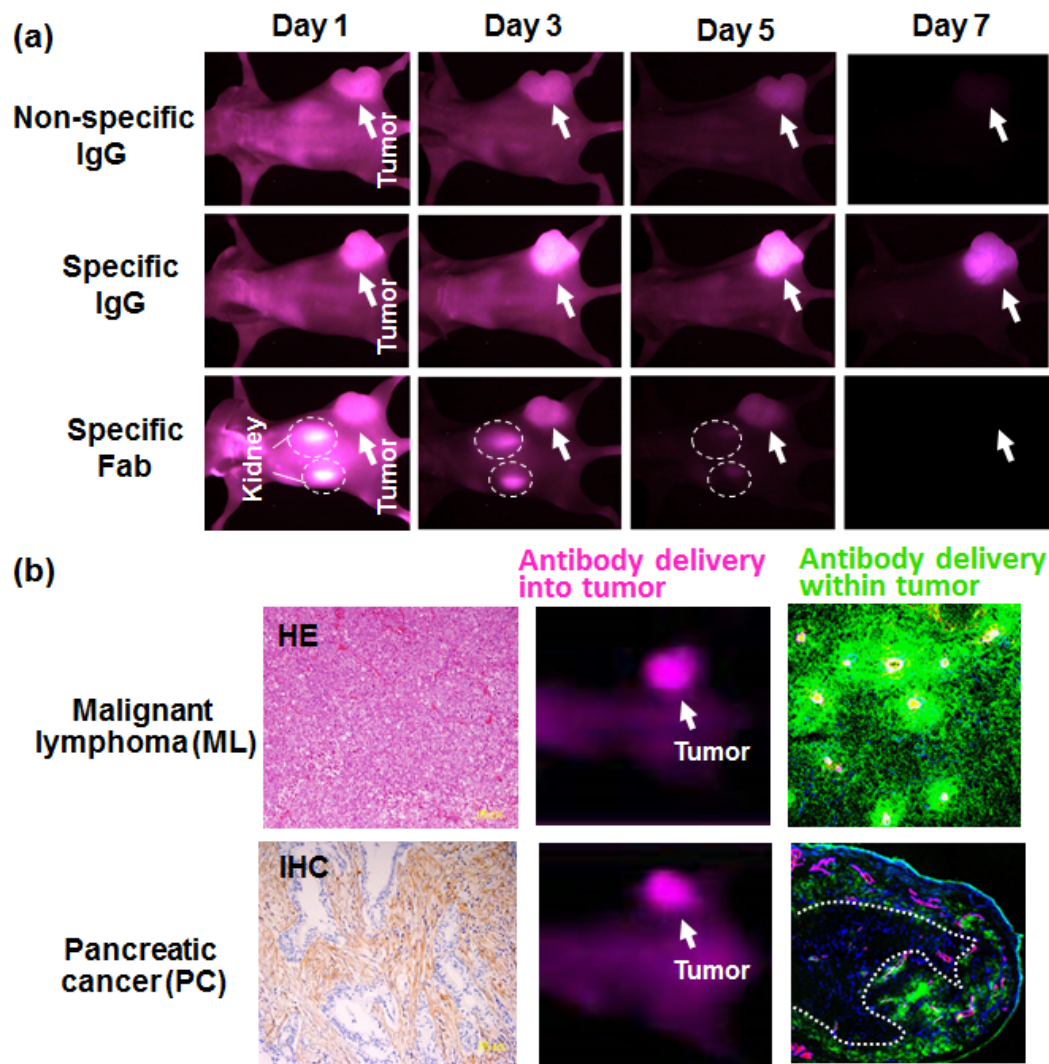 (a)
Day 1
Day 3
Day 5
Day 7
Non-specific
IgG
Tumor
Specific
IgG
Tumor
Specific
Fab
Kidney
Tumor
(b)
Antibody delivery
into tumor
Antibody delivery
within tumor
Malignant
lymphoma (ML)
HE
Tumor
Pancreatic
cancer (PC)
IHC
Tumor